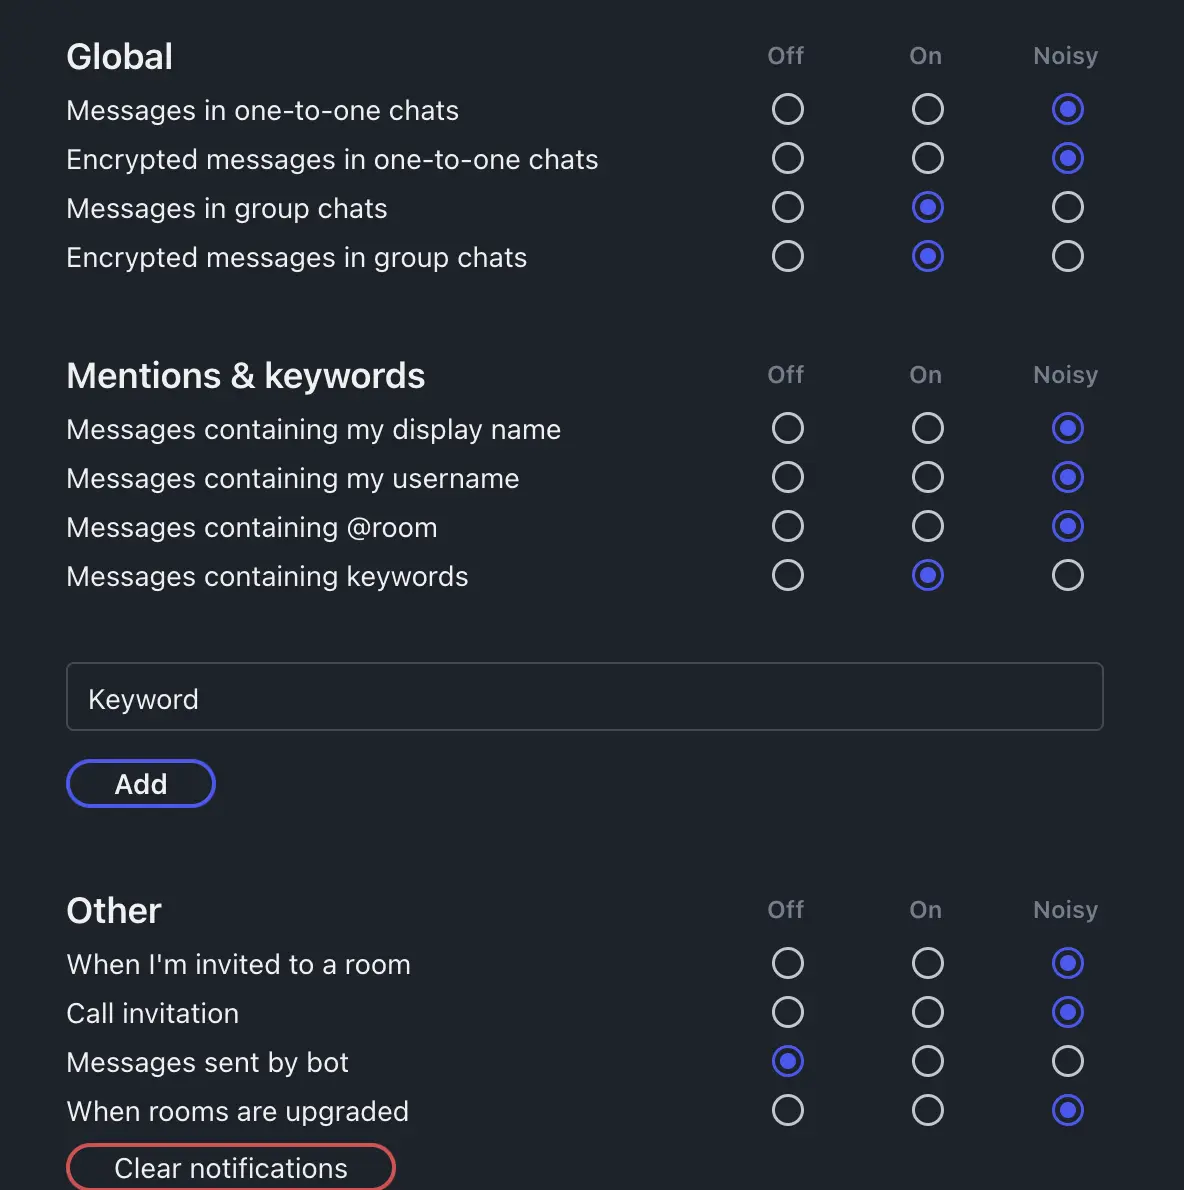 Global Off On Noisy
Messages in one-to-one chats
Encrypted messages in one-to-one chats
Messages in group chats
Encrypted messages in group chats
Mentions & keywords Off On Noisy
Messages containing my display name
Messages containing my username
Messages containing @room
Messages containing keywords
Keyword
Add
Other Off On Noisy
When I'm invited to a room
Call invitation
Messages sent by bot
When rooms are upgraded
Clear notifications